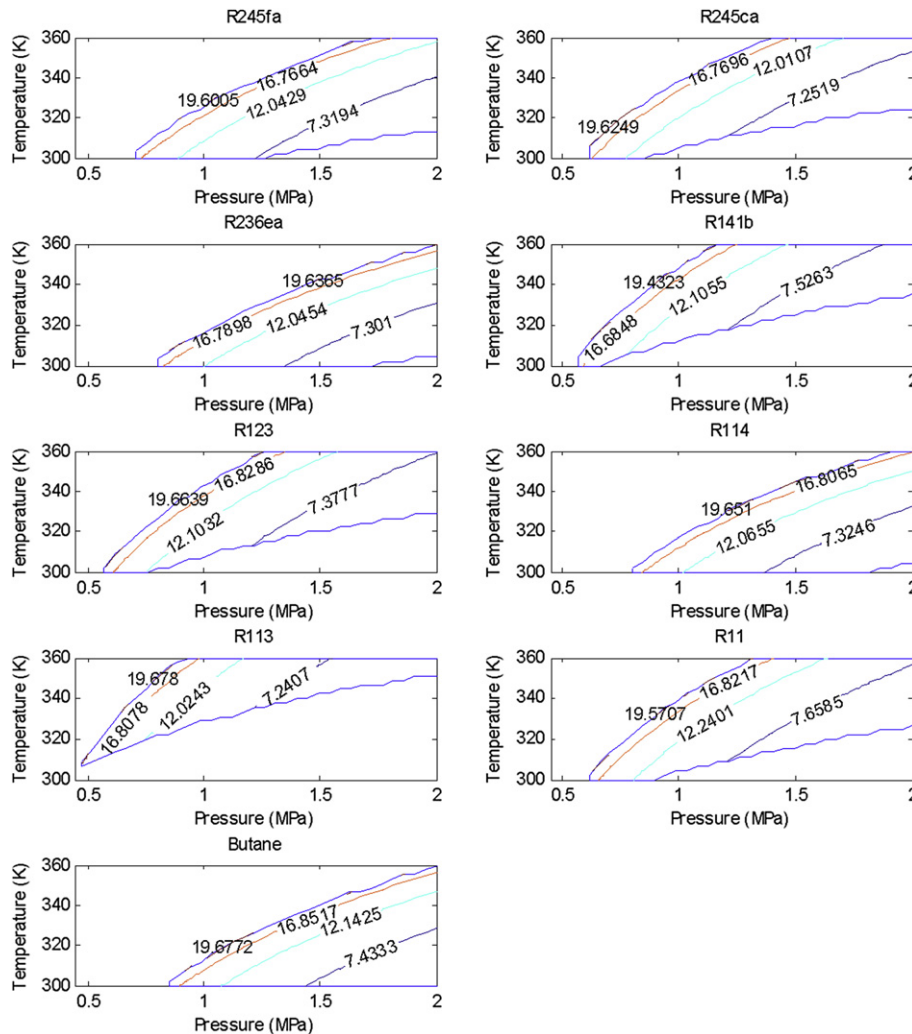 R245fa
Temperature (K)
360
340
320
300
19.6005
16.7664
12.0429
7.3194
0.5 1 1.5 2
Pressure (MPa)
R245ca
Temperature (K)
360
340
320
300
19.6249
16.7696
12.0107
7.2519
0.5 1 1.5 2
Pressure (MPa)
R236ea
Temperature (K)
360
340
320
300
19.6365
16.7898
12.0454
7.301
0.5 1 1.5 2
Pressure (MPa)
R141b
Temperature (K)
360
340
320
300
19.4323
16.6848
12.1055
7.5263
0.5 1 1.5 2
Pressure (MPa)
R123
Temperature (K)
360
340
320
300
19.6639
16.8286
12.1032
7.3777
0.5 1 1.5 2
Pressure (MPa)
R114
Temperature (K)
360
340
320
300
19.651
16.8065
12.0655
7.3246
0.5 1 1.5 2
Pressure (MPa)
R113
Temperature (K)
360
340
320
300
19.678
16.8078
12.0243
7.2407
0.5 1 1.5 2
Pressure (MPa)
R11
Temperature (K)
360
340
320
300
19.5707
16.8217
12.2401
7.6585
0.5 1 1.5 2
Pressure (MPa)
Butane
Temperature (K)
360
340
320
300
19.6772
16.8517
12.1425
7.4333
0.5 1 1.5 2
Pressure (MPa)